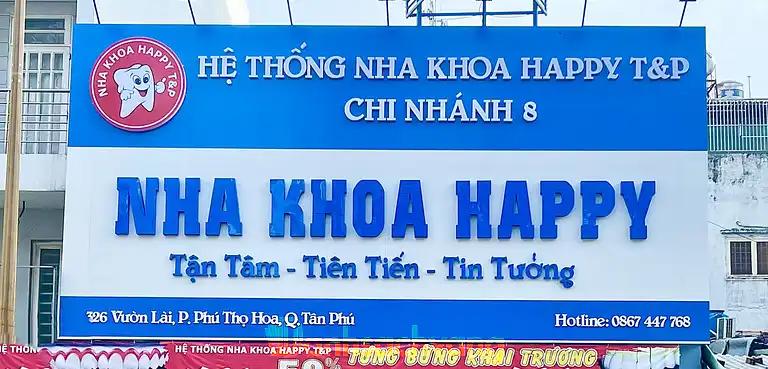 NHA KHOA HAPPY T&P
HỆ THỐNG NHA KHOA HAPPY T&P
CHI NHÁNH 8
NHA KHOA HAPPY
Tận Tâm - Tiên Tiến - Tin Tưởng
326 Vườn Lài, P. Phú Thọ Hoà, Q. Tân Phú
Hotline: 0867 447 768
HỆ THỐNG NHA KHOA HAPPY T&P
TƯNG BỪNG KHAI TRƯƠNG
50%